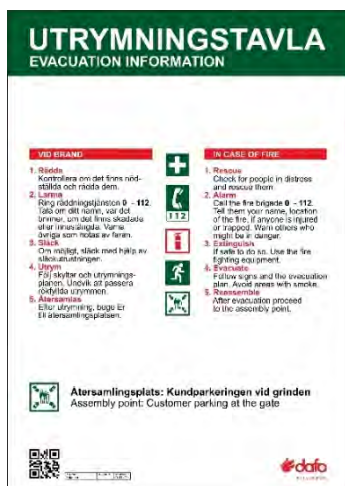 UTRYMNINGSTAVLA
EVACUATION INFORMATION
VID BRAND
1. Rädda
Kontrollera om det finns nöd-
ställda och rädda dem.
2. Larma
Ring räddningstjänsten 0 - 112.
Tala om ditt namn, var det
brinner, om det finns skadade
eller innestängda. Varna
övriga som hotas av faran.
3. Släck
Om möjligt, släck med hjälp av
släckutrustningen.
4. Utrym
Följ skyltar och utrymnings-
planen. Undvik att passera
rökfyllda utrymmen.
5. Återsamlas
Efter utrymning, bege Er
till återsamlingsplatsen.
112
IN CASE OF FIRE
1. Rescue
Check for people in distress
and rescue them.
2. Alarm
Call the fire brigade 0 - 112.
Tell them your name, location
of the fire, if anyone is injured
or trapped. Warn others who
might be in danger.
3. Extinguish
If safe to do so. Use the fire
fighting equipment.
4. Evacuate
Follow signs and the evacuation
plan. Avoid areas with smoke.
5. Reassemble
After evacuation proceed
to the assembly point.
Återsamlingsplats: Kundparkeringen vid grinden
Assembly point: Customer parking at the gate
dafo